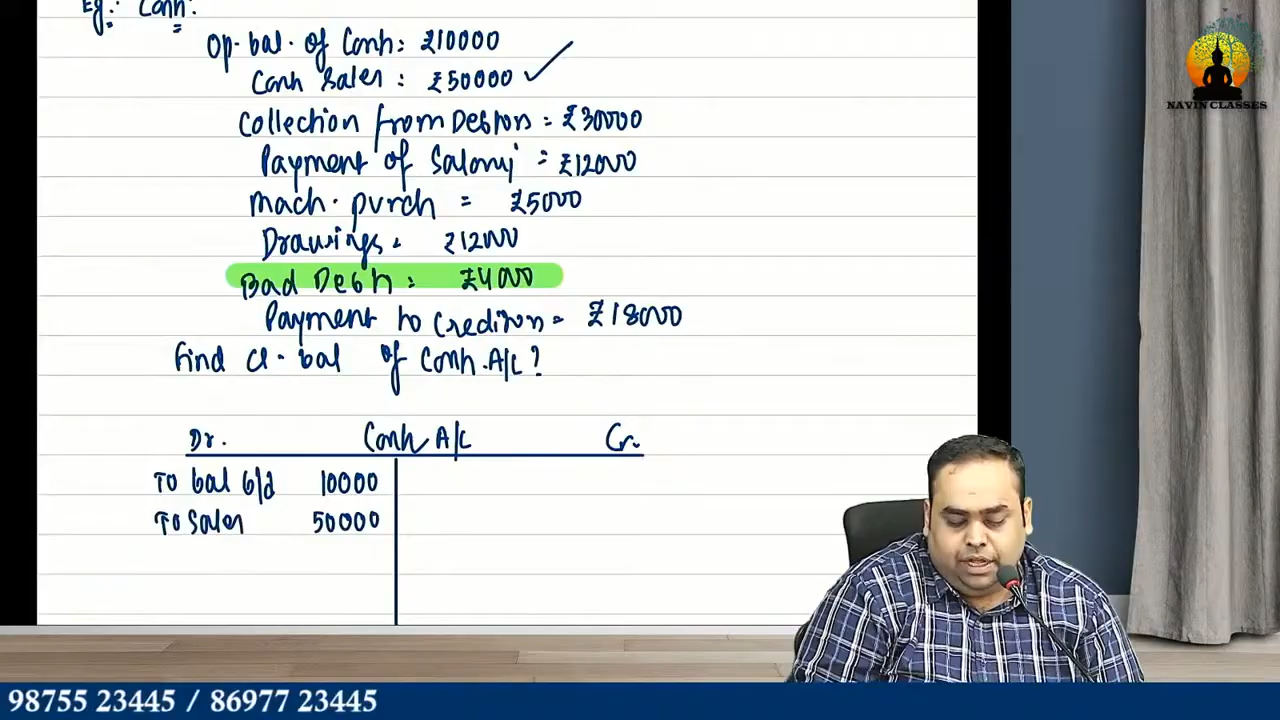 Eg.: Cash:
Op. bal. of Cash: ₹10000
Cash Sales: ₹50000
Collection from Debtors = ₹30000
Payment of Salary = ₹12000
Mach. purch = ₹5000
Drawings = ₹12000
Bad Debts = ₹4000
Payment to Creditors = ₹18000
Find Cl. bal of Cash A/C?
Dr. Cash A/C Cr.
To bal b/d 10000
To Sales 50000
NAVIN CLASSES
98755 23445 / 86977 23445